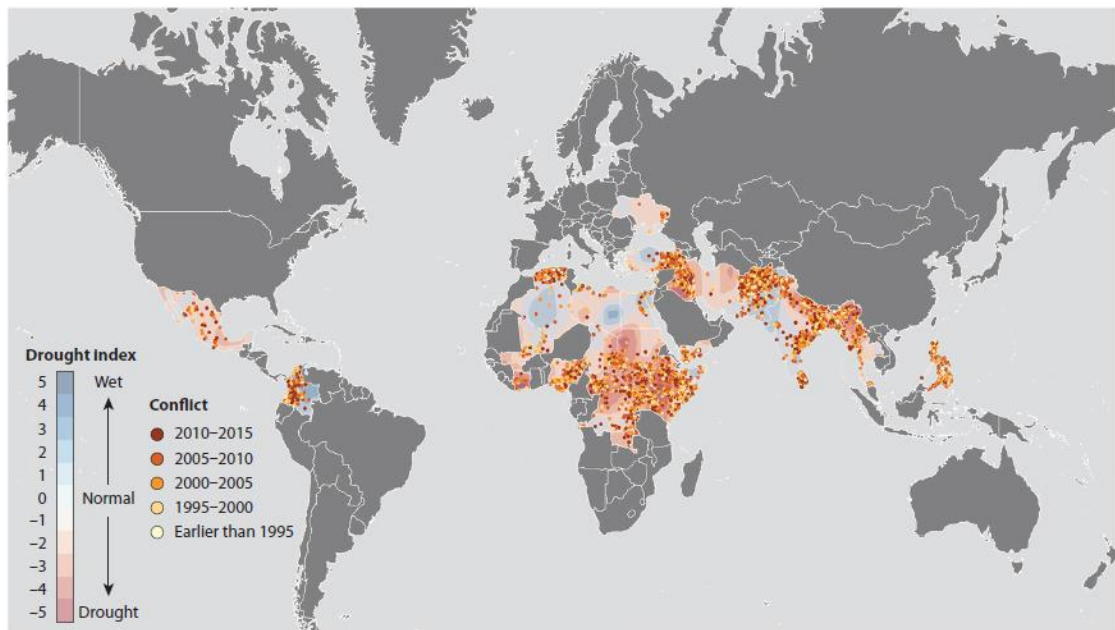 Drought Index
5
4
3
2
1
0
−1
−2
−3
−4
−5
Wet
Normal
Drought
Conflict
2010–2015
2005–2010
2000–2005
1995–2000
Earlier than 1995